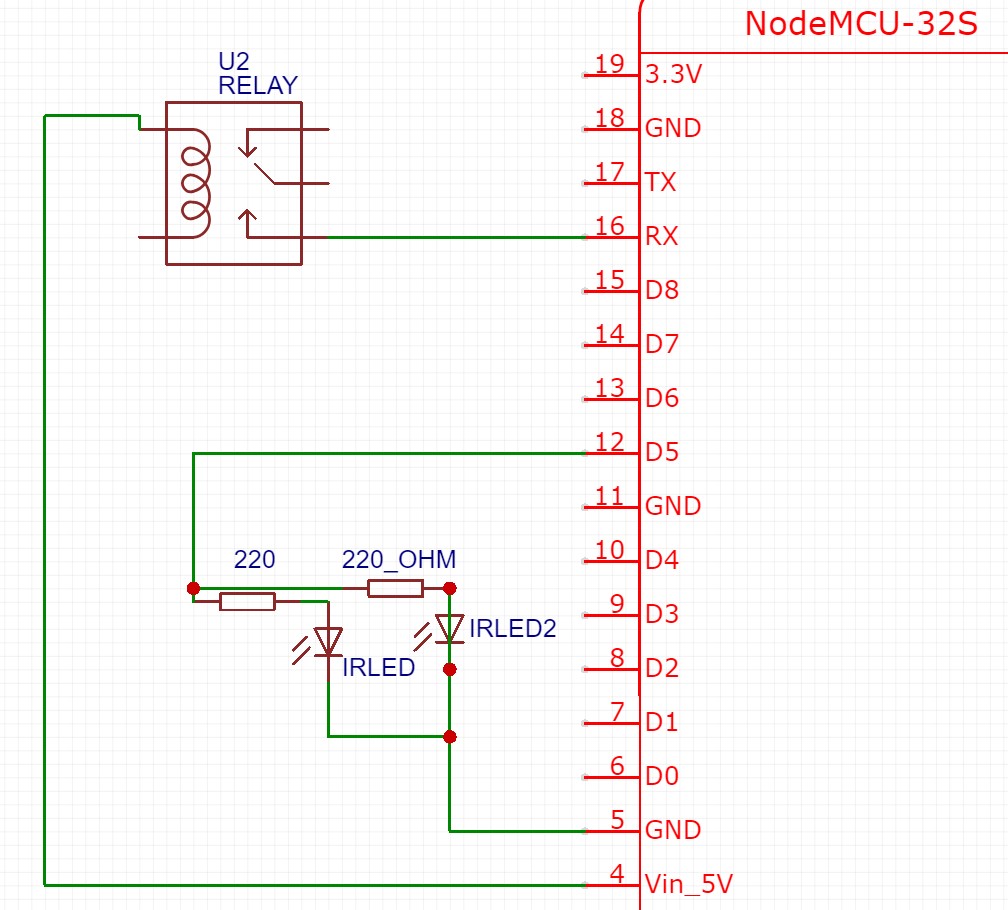 NodeMCU-32S
U2
RELAY
19 3.3V
18 GND
17 TX
16 RX
15 D8
14 D7
13 D6
12 D5
11 GND
220 220_OHM
10 D4
9 D3
IRLED2
IRLED
8 D2
7 D1
6 D0
5 GND
4 Vin_5V